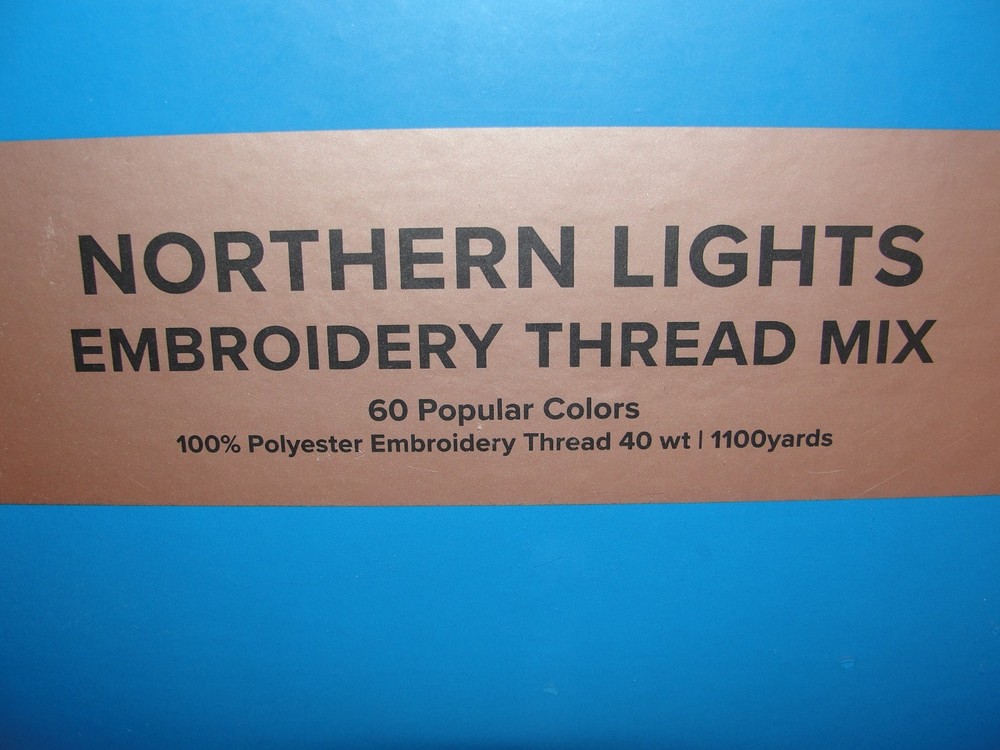 NORTHERN LIGHTS
EMBROIDERY THREAD MIX
60 Popular Colors
100% Polyester Embroidery Thread 40 wt | 1100yards